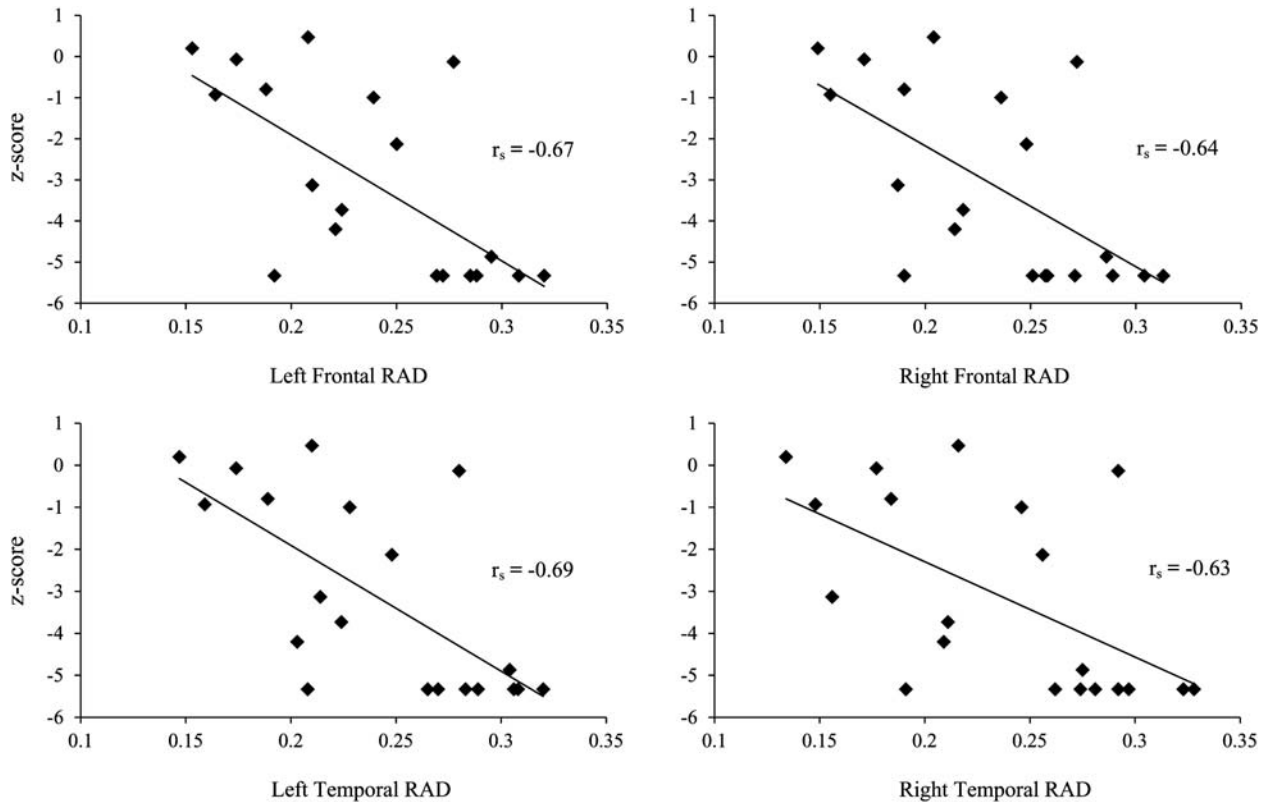 1
0
-1
-2
-3
-4
-5
-6
z-score
0.1 0.15 0.2 0.25 0.3 0.35
Left Frontal RAD
rs = -0.67
1
0
-1
-2
-3
-4
-5
-6
0.1 0.15 0.2 0.25 0.3 0.35
Right Frontal RAD
rs = -0.64
1
0
-1
-2
-3
-4
-5
-6
z-score
0.1 0.15 0.2 0.25 0.3 0.35
Left Temporal RAD
rs = -0.69
1
0
-1
-2
-3
-4
-5
-6
0.1 0.15 0.2 0.25 0.3 0.35
Right Temporal RAD
rs = -0.63